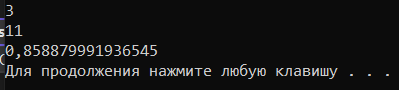 3
11
0,858879991936545
Для продолжения нажмите любую клавишу . . .